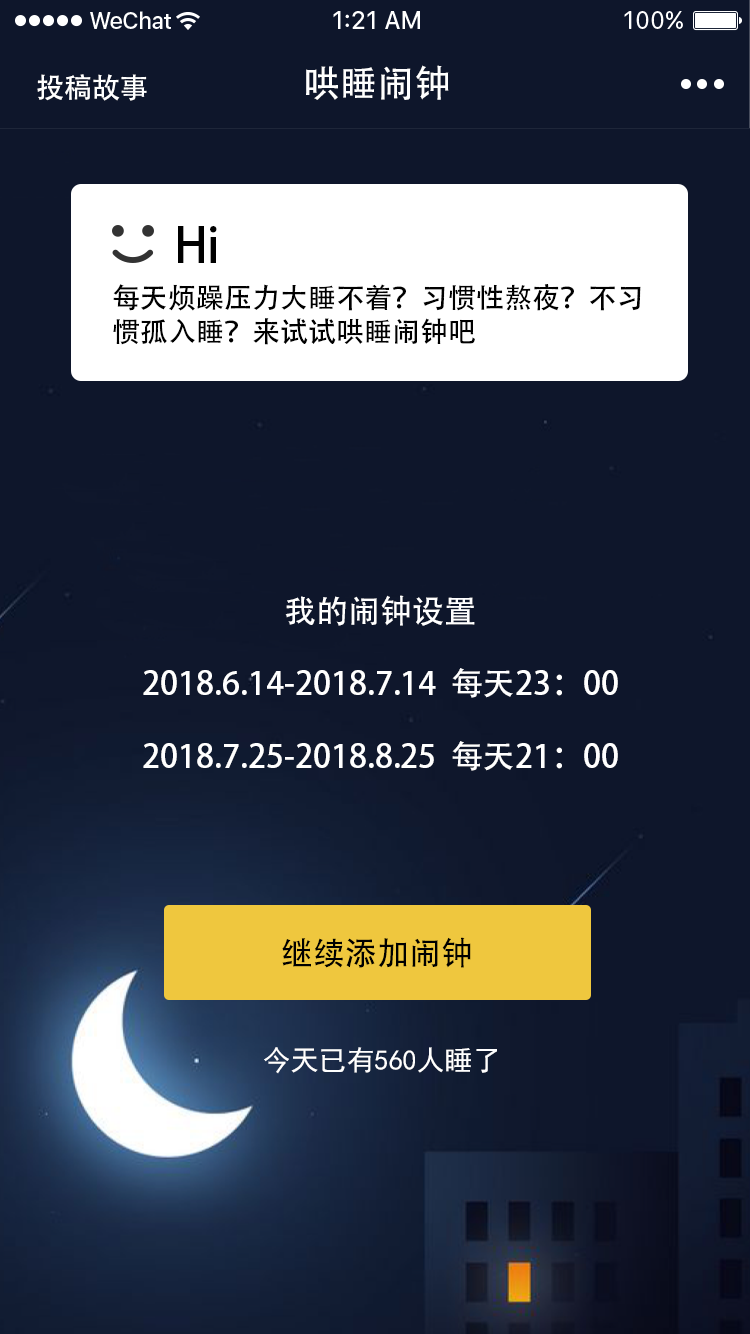 WeChat 1:21 AM 100%
投稿故事 哄睡闹钟
Hi
每天烦躁压力大睡不着？习惯性熬夜？不习
惯孤入睡？来试试哄睡闹钟吧
我的闹钟设置
2018.6.14-2018.7.14 每天23：00
2018.7.25-2018.8.25 每天21：00
继续添加闹钟
今天已有560人睡了